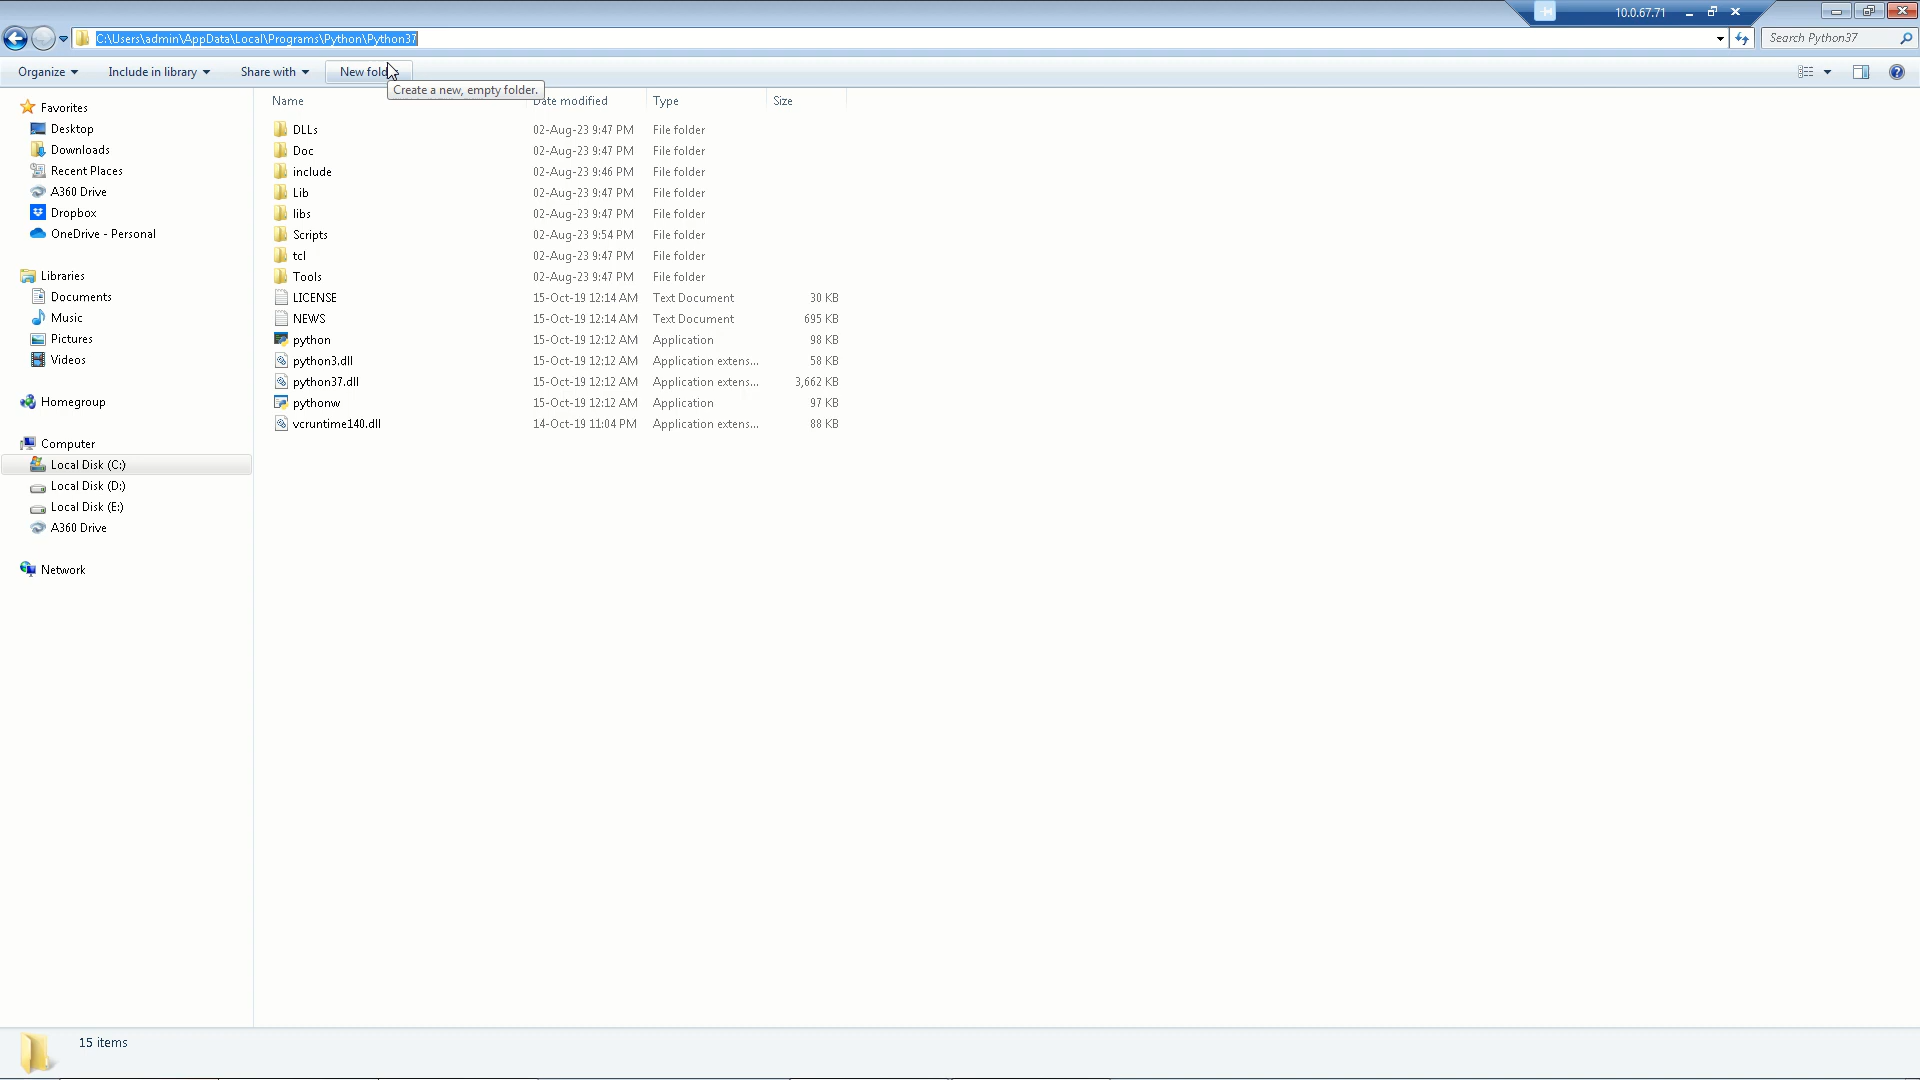 10.0.67.71
C:\Users\admin\AppData\Local\Programs\Python\Python37
Search Python37
Organize Include in library Share with New fol
Create a new, empty folder.
Name Date modified Type Size
Favorites
Desktop
Downloads
Recent Places
A360 Drive
Dropbox
OneDrive - Personal
Libraries
Documents
Music
Pictures
Videos
Homegroup
Computer
Local Disk (C:)
Local Disk (D:)
Local Disk (E:)
A360 Drive
Network
DLLs 02-Aug-23 9:47 PM File folder
Doc 02-Aug-23 9:47 PM File folder
include 02-Aug-23 9:46 PM File folder
Lib 02-Aug-23 9:47 PM File folder
libs 02-Aug-23 9:47 PM File folder
Scripts 02-Aug-23 9:54 PM File folder
tcl 02-Aug-23 9:47 PM File folder
Tools 02-Aug-23 9:47 PM File folder
LICENSE 15-Oct-19 12:14 AM Text Document 30 KB
NEWS 15-Oct-19 12:14 AM Text Document 695 KB
python 15-Oct-19 12:12 AM Application 98 KB
python3.dll 15-Oct-19 12:12 AM Application extens... 58 KB
python37.dll 15-Oct-19 12:12 AM Application extens... 3,662 KB
pythonw 15-Oct-19 12:12 AM Application 97 KB
vcruntime140.dll 14-Oct-19 11:04 PM Application extens... 88 KB
15 items